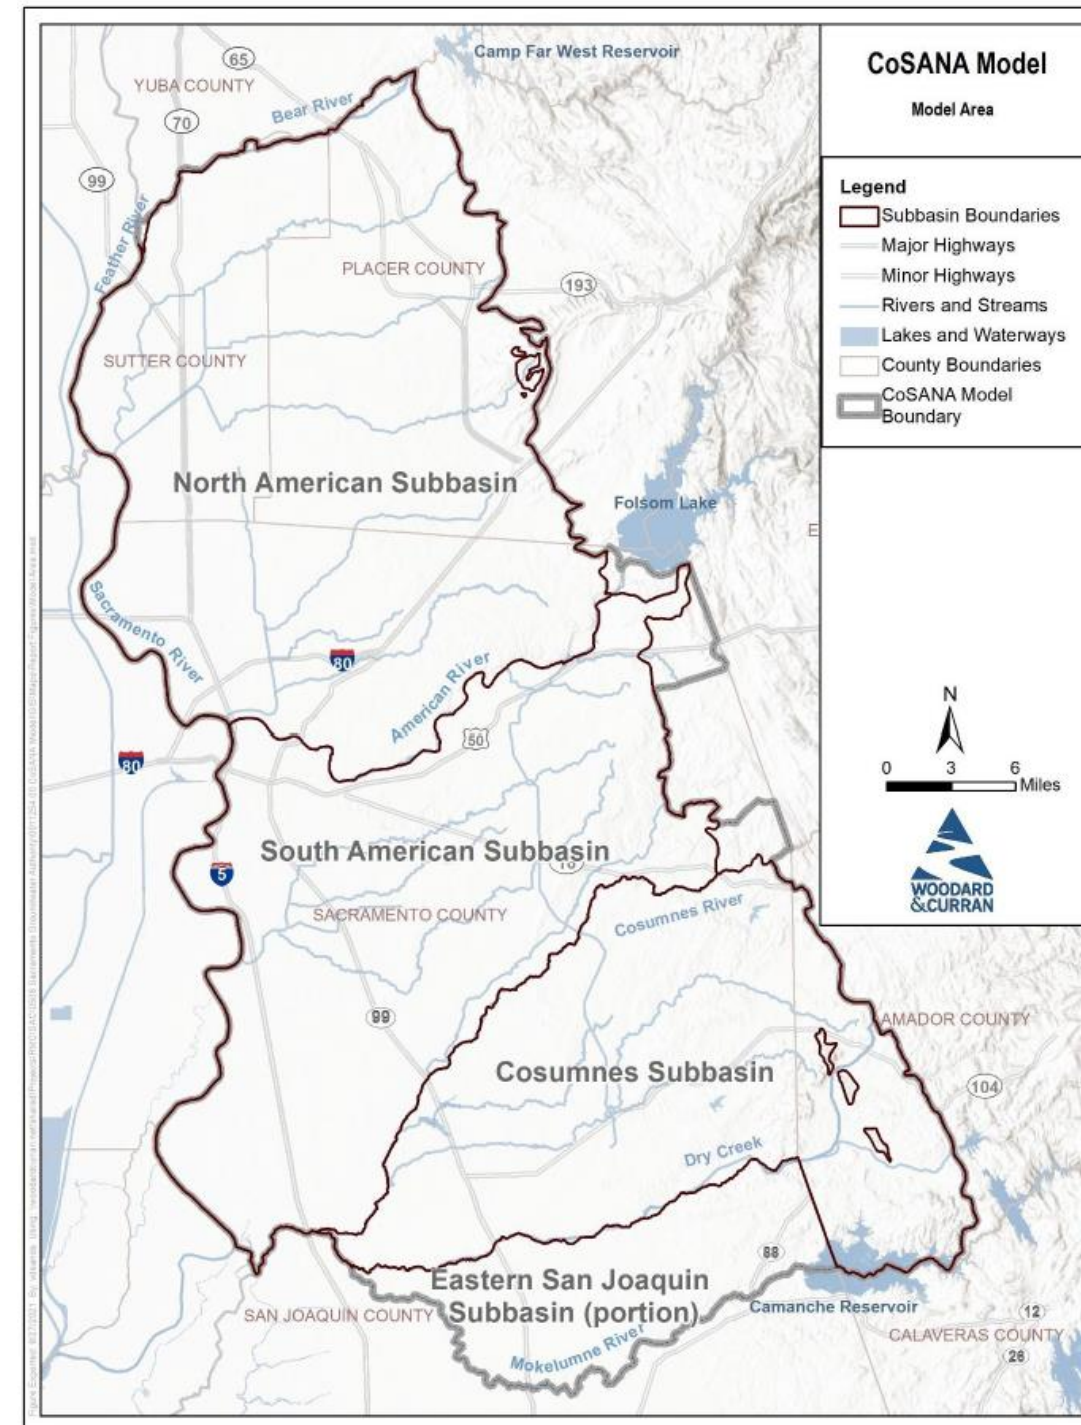 CoSANA Model
Model Area
Legend
Subbasin Boundaries
Major Highways
Minor Highways
Rivers and Streams
Lakes and Waterways
County Boundaries
CoSANA Model
Boundary
N
0 3 6
Miles
WOODARD
&CURRAN
Camp Far West Reservoir
65
YUBA COUNTY
Bear River
70
99
Feather River
PLACER COUNTY
193
SUTTER COUNTY
North American Subbasin
Folsom Lake
E
Sacramento River
80
American River
50
80
South American Subbasin
16
5
SACRAMENTO COUNTY
Cosumnes River
99
AMADOR COUNTY
Cosumnes Subbasin
104
Dry Creek
88
Eastern San Joaquin
Subbasin (portion)
SAN JOAQUIN COUNTY
Camanche Reservoir
12
Mokelumne River
CALAVERAS COUNTY
26